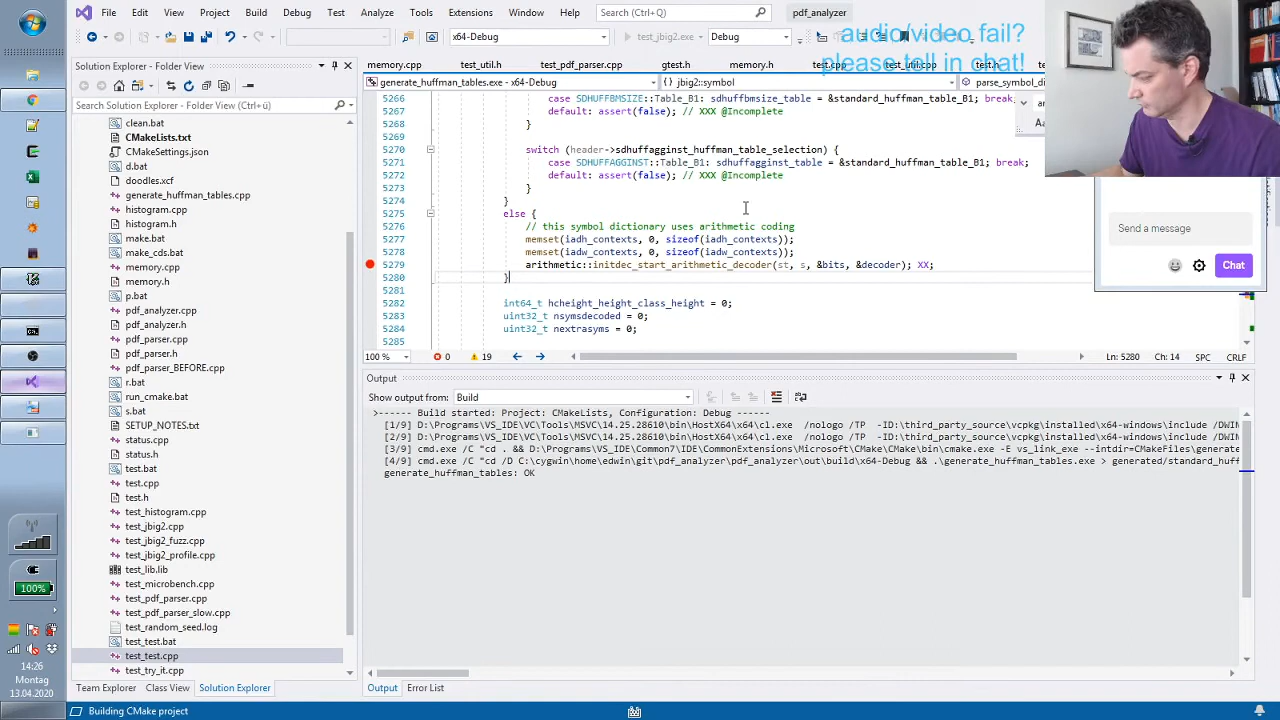 File Edit View Project Build Debug Test Analyze Tools Extensions Window Help Search (Ctrl+Q) pdf_analyzer
x64-Debug test_jbig2.exe Debug
audio/video fail?
please tell in chat!
Solution Explorer - Folder View
Search Solution Explorer - Folder View (Ctrl+ü)
clean.bat
CMakeLists.txt
CMakeSettings.json
d.bat
doodles.xcf
generate_huffman_tables.cpp
histogram.cpp
histogram.h
make.bat
make_cds.bat
memory.cpp
memory.h
p.bat
pdf_analyzer.cpp
pdf_analyzer.h
pdf_parser.cpp
pdf_parser.h
pdf_parser_BEFORE.cpp
r.bat
run_cmake.bat
s.bat
SETUP_NOTES.txt
status.cpp
status.h
test.bat
test.cpp
test.h
test_histogram.cpp
test_jbig2.cpp
test_jbig2_fuzz.cpp
test_jbig2_profile.cpp
test_lib.lib
test_microbench.cpp
test_pdf_parser.cpp
test_pdf_parser_slow.cpp
test_random_seed.log
test_test.bat
test_test.cpp
test_try_it.cpp
Team Explorer Class View Solution Explorer
memory.cpp test_util.h test_pdf_parser.cpp gtest.h memory.h test.cpp test_util.cpp test.h
generate_huffman_tables.exe - x64-Debug {} jbig2::symbol parse_symbol_di
5266 case SDHUFFBMSIZE::Table_B1: sdhuffbmsize_table = &standard_huffman_table_B1; break;
5267 default: assert(false); // XXX @Incomplete
5268 }
5269
5270 switch (header->sdhuffagginst_huffman_table_selection) {
5271 case SDHUFFAGGINST::Table_B1: sdhuffagginst_table = &standard_huffman_table_B1; break;
5272 default: assert(false); // XXX @Incomplete
5273 }
5274 }
5275 else {
5276 // this symbol dictionary uses arithmetic coding
5277 memset(iadh_contexts, 0, sizeof(iadh_contexts));
5278 memset(iadw_contexts, 0, sizeof(iadw_contexts));
5279 arithmetic::initdec_start_arithmetic_decoder(st, s, &bits, &decoder); XX;
5280 }
5282 int64_t hcheight_height_class_height = 0;
5283 uint32_t nsymsdecoded = 0;
5284 uint32_t nextrasyms = 0;
5285
100 % 0 19 Ln: 5280 Ch: 14 SPC CRLF
Send a message
Chat
Output
Show output from: Build
>------ Build started: Project: CMakeLists, Configuration: Debug ------
[1/9] D:\Programs\VS_IDE\VC\Tools\MSVC\14.25.28610\bin\HostX64\x64\cl.exe /nologo /TP -ID:\third_party_source\vcpkg\installed\x64-windows\include /DWIN
[2/9] D:\Programs\VS_IDE\VC\Tools\MSVC\14.25.28610\bin\HostX64\x64\cl.exe /nologo /TP -ID:\third_party_source\vcpkg\installed\x64-windows\include /DWIN
[3/9] cmd.exe /C "cd . && D:\Programs\VS_IDE\Common7\IDE\CommonExtensions\Microsoft\CMake\CMake\bin\cmake.exe -E vs_link_exe --intdir=CMakeFiles\generate
[4/9] cmd.exe /C "cd /D C:\cygwin\home\edwin\git\pdf_analyzer\pdf_analyzer\out\build\x64-Debug && .\generate_huffman_tables.exe > generated/standard_huff
generate_huffman_tables: OK
Output Error List
100%
14:26
Montag
13.04.2020
Building CMake project